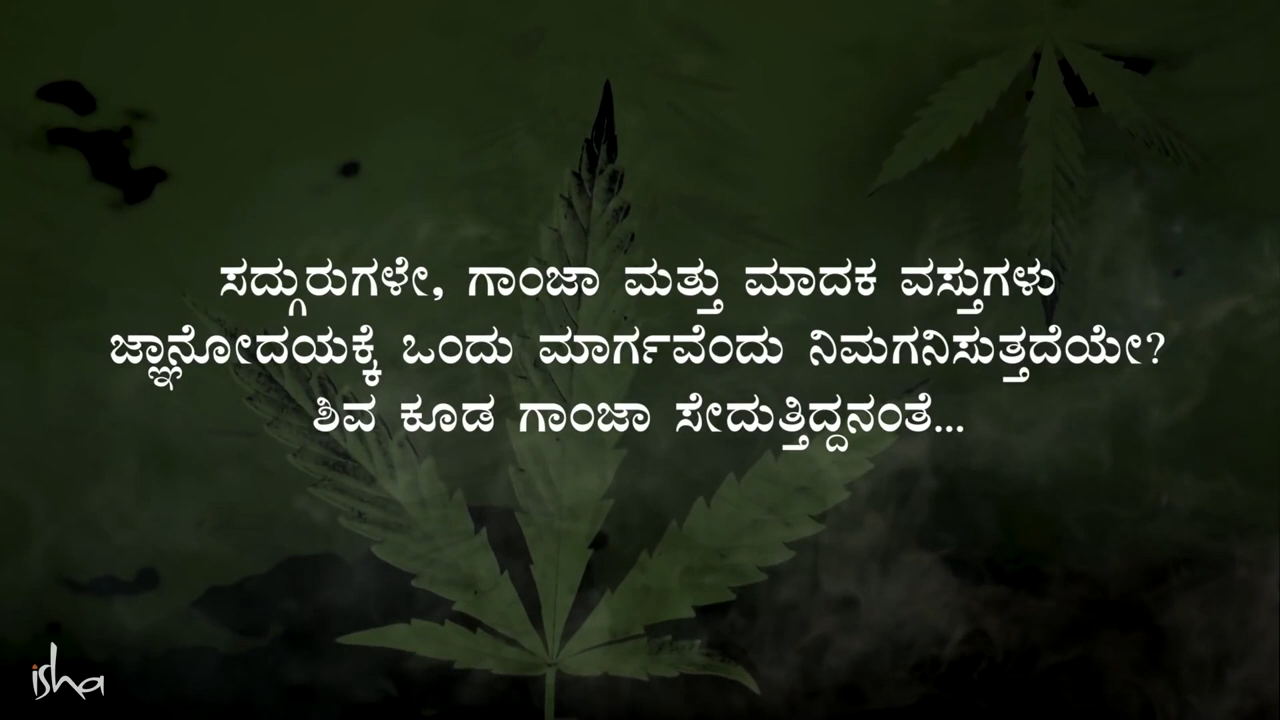 ಸದ್ಗುರುಗಳೇ, ಗಾಂಜಾ ಮತ್ತು ಮಾದಕ ವಸ್ತುಗಳು
ಜ್ಞಾನೋದಯಕ್ಕೆ ಒಂದು ಮಾರ್ಗವೆಂದು ನಿಮಗನಿಸುತ್ತದೆಯೇ?
ಶಿವ ಕೂಡ ಗಾಂಜಾ ಸೇದುತ್ತಿದ್ದನಂತೆ...
isha